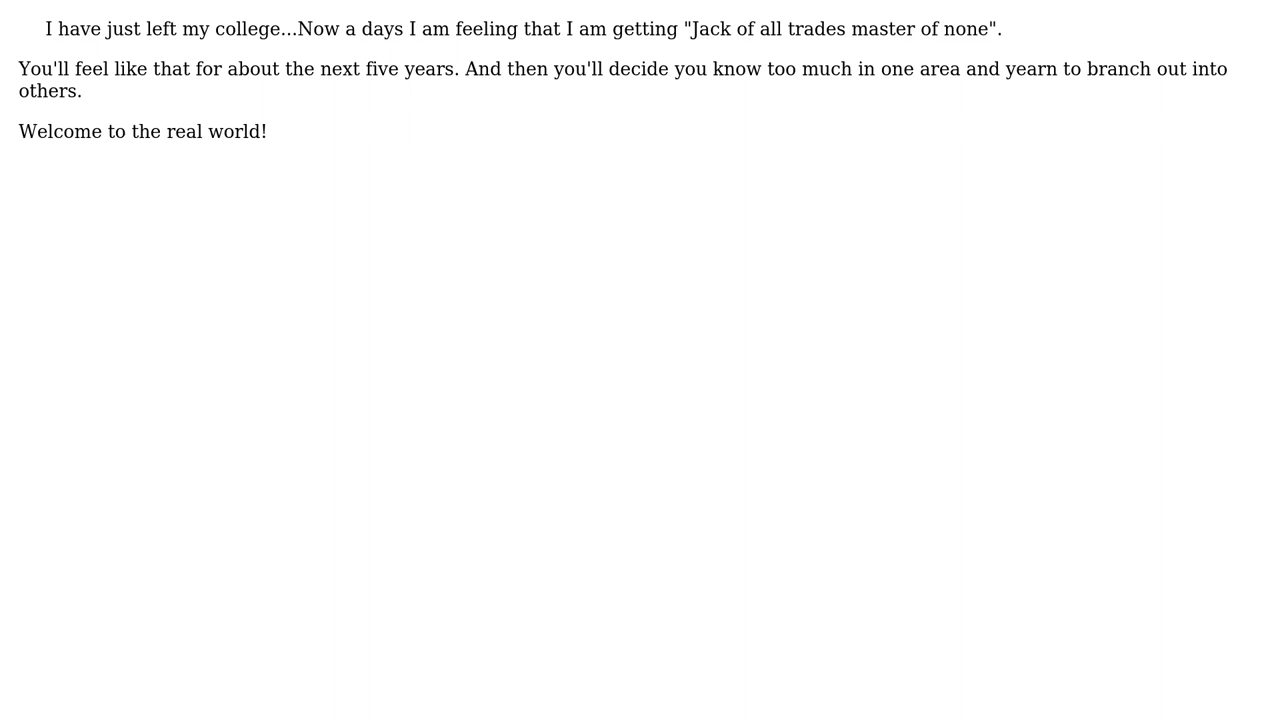 I have just left my college...Now a days I am feeling that I am getting "Jack of all trades master of none".
You'll feel like that for about the next five years. And then you'll decide you know too much in one area and yearn to branch out into
others.
Welcome to the real world!